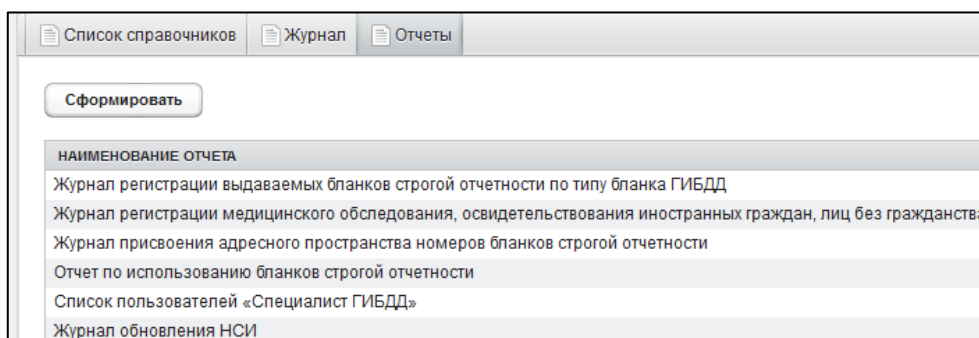 Список справочников Журнал Отчеты
Сформировать
НАИМЕНОВАНИЕ ОТЧЕТА
Журнал регистрации выдаваемых бланков строгой отчетности по типу бланка ГИБДД
Журнал регистрации медицинского обследования, освидетельствования иностранных граждан, лиц без гражданств
Журнал присвоения адресного пространства номеров бланков строгой отчетности
Отчет по использованию бланков строгой отчетности
Список пользователей «Специалист ГИБДД»
Журнал обновления НСИ